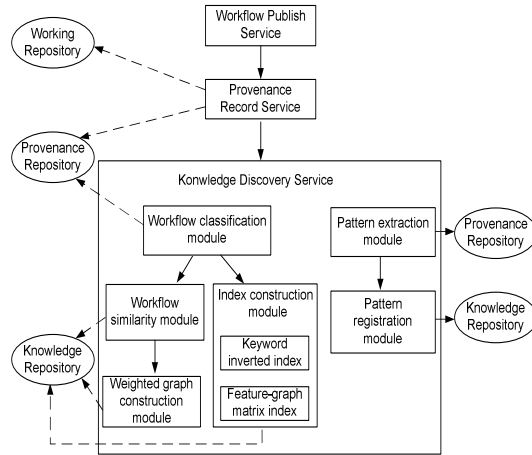 Workflow Publish
Service
Working
Repository
Provenance
Record Service
Provenance
Repository
Konwledge Discovery Service
Workflow classification
module
Pattern extraction
module
Provenance
Repository
Workflow
similarity module
Index construction
module
Pattern
registration
module
Knowledge
Repository
Keyword
inverted index
Knowledge
Repository
Weighted graph
construction
module
Feature-graph
matrix index